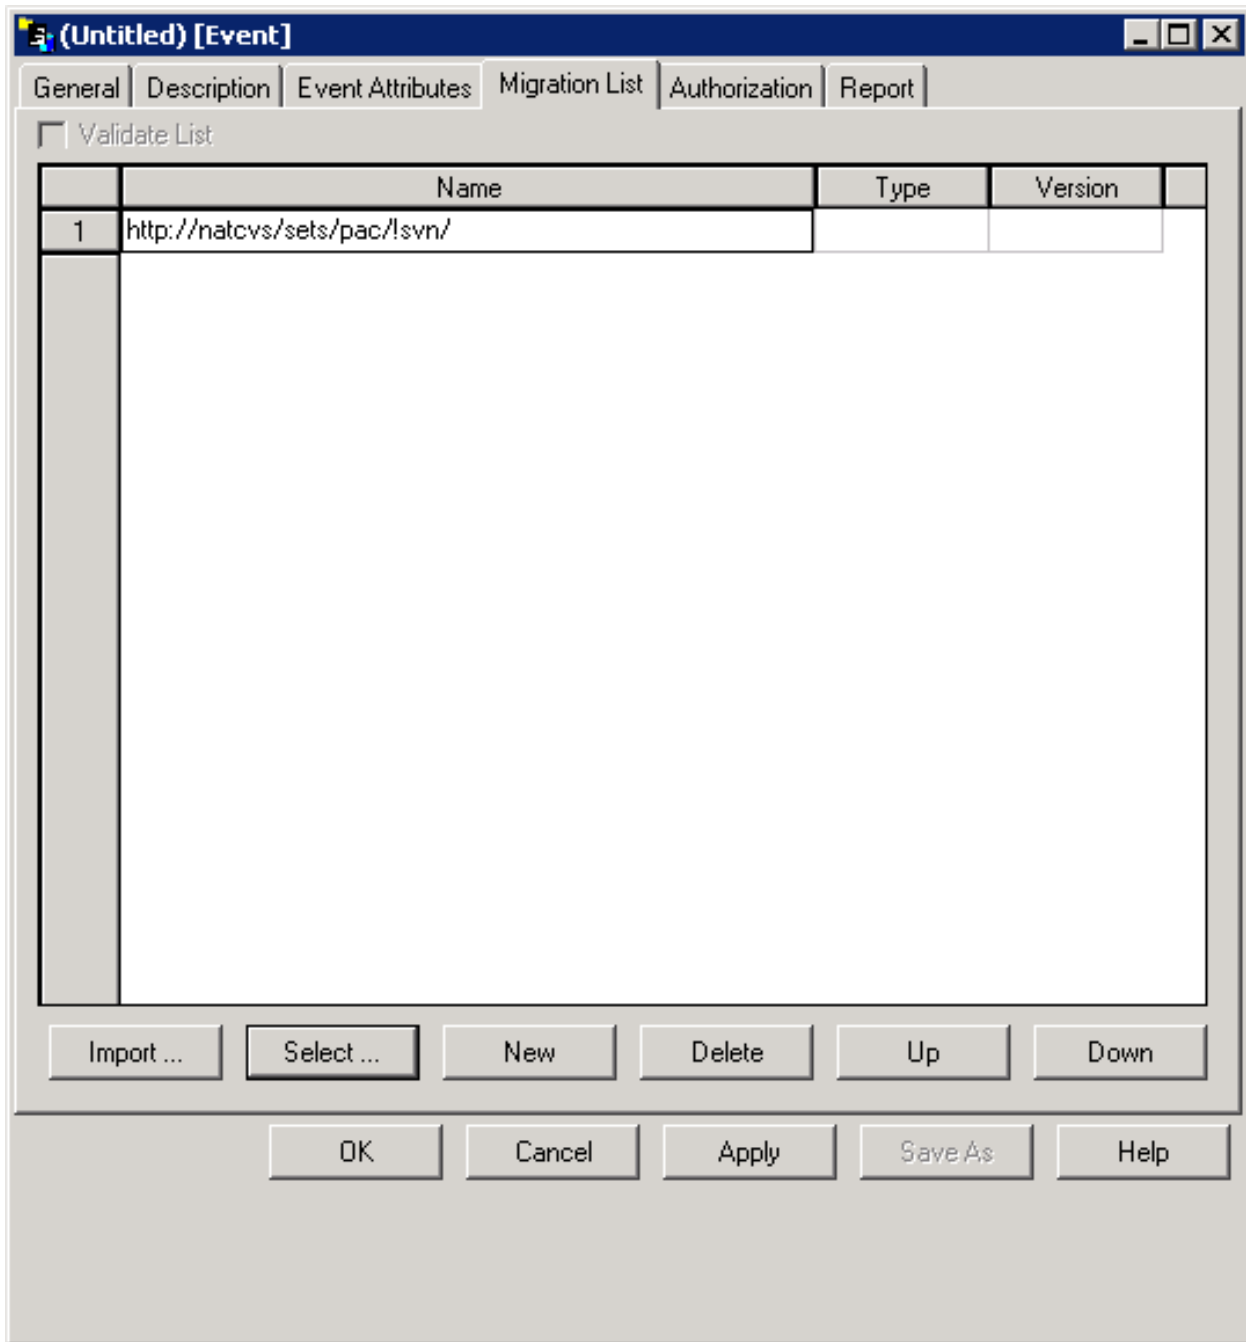 (Untitled) [Event]
General Description Event Attributes Migration List Authorization Report
Validate List
Name Type Version
1 http://natcvs/sets/pac/!svn/
Import ... Select ... New Delete Up Down
OK Cancel Apply Save As Help